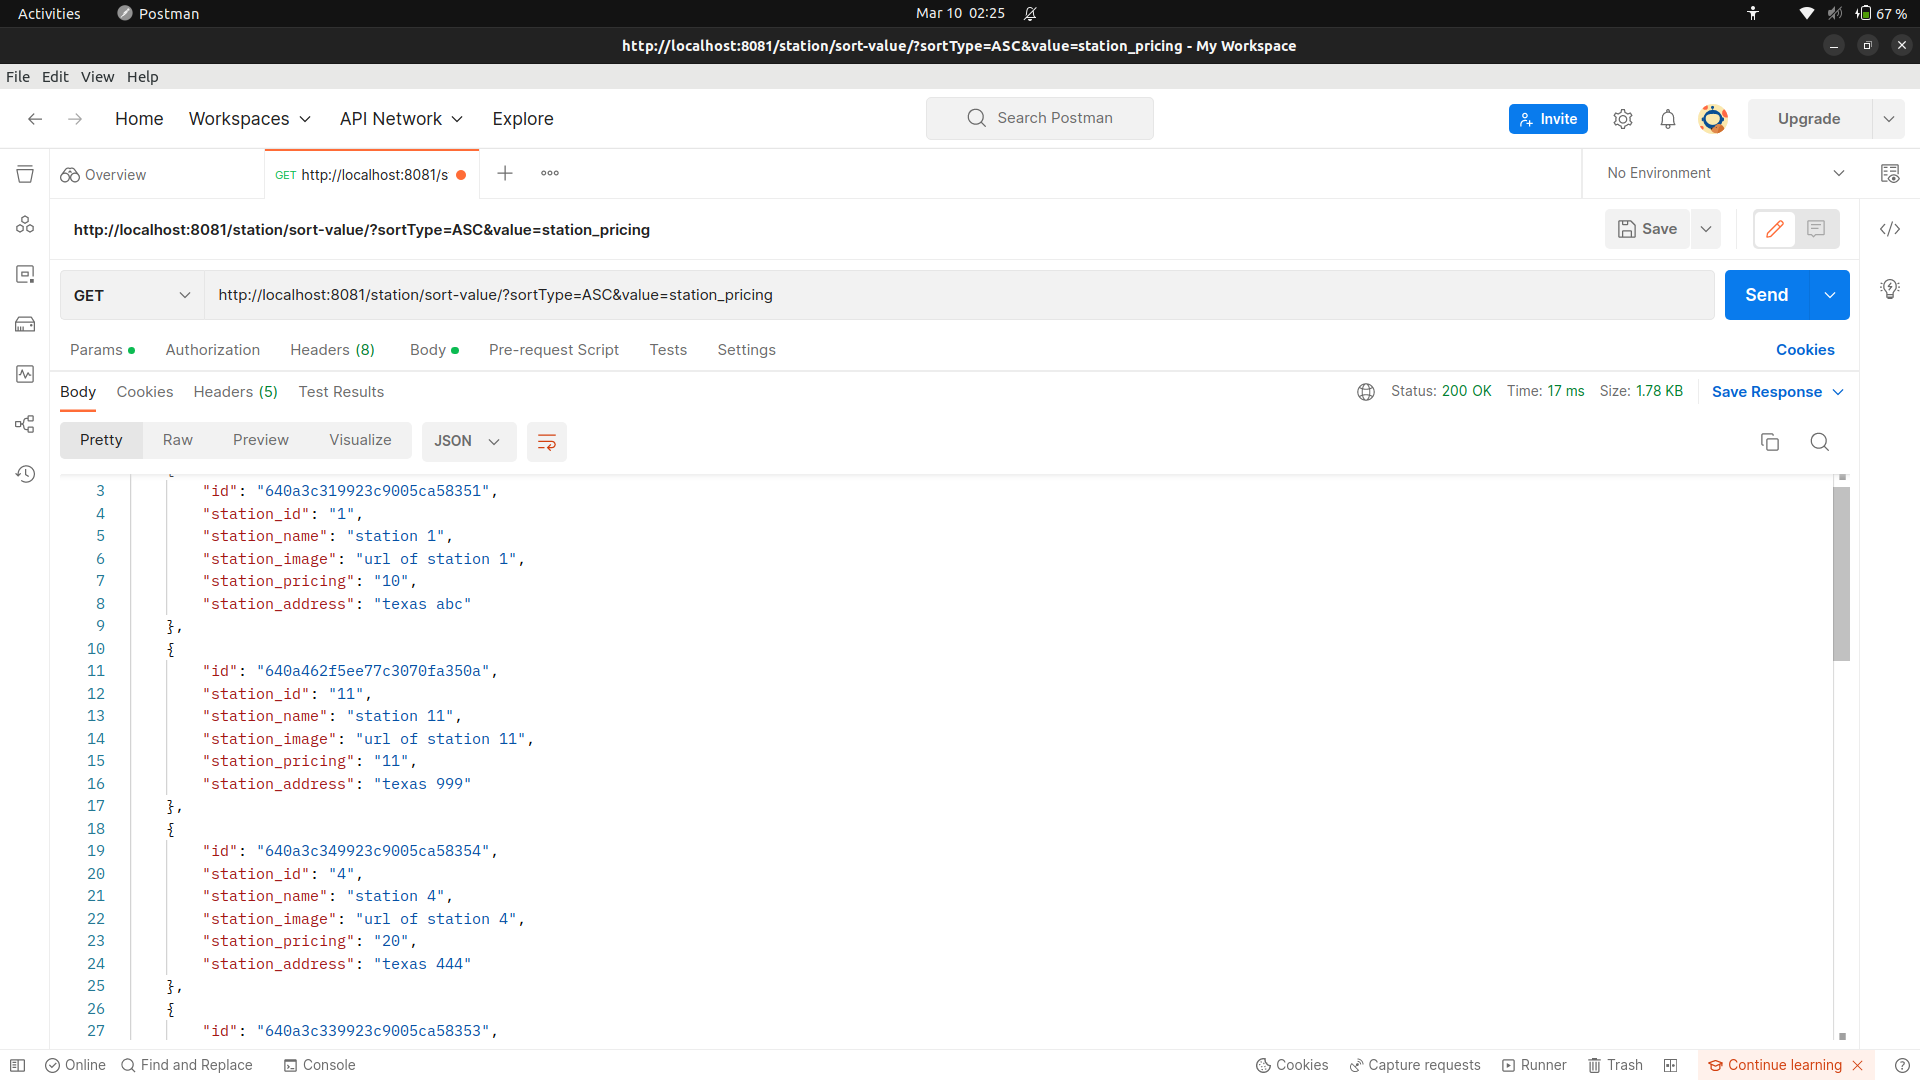 Activities Postman Mar 10 02:25 67 %
http://localhost:8081/station/sort-value/?sortType=ASC&value=station_pricing - My Workspace
File Edit View Help
Home Workspaces API Network Explore Search Postman Invite Upgrade
Overview GET http://localhost:8081/s No Environment
http://localhost:8081/station/sort-value/?sortType=ASC&value=station_pricing Save
GET http://localhost:8081/station/sort-value/?sortType=ASC&value=station_pricing Send
Params Authorization Headers (8) Body Pre-request Script Tests Settings Cookies
Body Cookies Headers (5) Test Results Status: 200 OK Time: 17 ms Size: 1.78 KB Save Response
Pretty Raw Preview Visualize JSON
3 "id": "640a3c319923c9005ca58351",
4 "station_id": "1",
5 "station_name": "station 1",
6 "station_image": "url of station 1",
7 "station_pricing": "10",
8 "station_address": "texas abc"
9 },
10 {
11 "id": "640a462f5ee77c3070fa350a",
12 "station_id": "11",
13 "station_name": "station 11",
14 "station_image": "url of station 11",
15 "station_pricing": "11",
16 "station_address": "texas 999"
17 },
18 {
19 "id": "640a3c349923c9005ca58354",
20 "station_id": "4",
21 "station_name": "station 4",
22 "station_image": "url of station 4",
23 "station_pricing": "20",
24 "station_address": "texas 444"
25 },
26 {
27 "id": "640a3c339923c9005ca58353",
Online Find and Replace Console Cookies Capture requests Runner Trash Continue learning